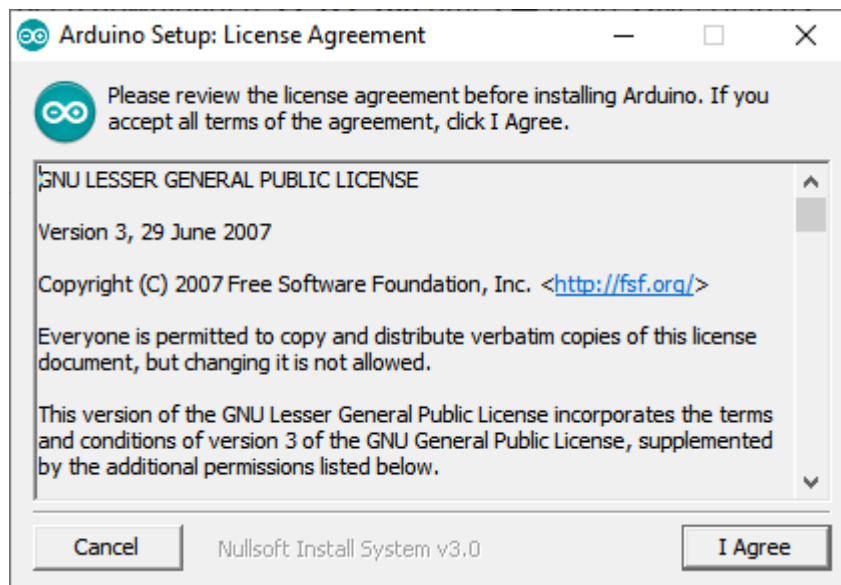 Arduino Setup: License Agreement
Please review the license agreement before installing Arduino. If you
accept all terms of the agreement, click I Agree.
GNU LESSER GENERAL PUBLIC LICENSE
Version 3, 29 June 2007
Copyright (C) 2007 Free Software Foundation, Inc. <http://fsf.org/>
Everyone is permitted to copy and distribute verbatim copies of this license
document, but changing it is not allowed.
This version of the GNU Lesser General Public License incorporates the terms
and conditions of version 3 of the GNU General Public License, supplemented
by the additional permissions listed below.
Cancel
Nullsoft Install System v3.0
I Agree